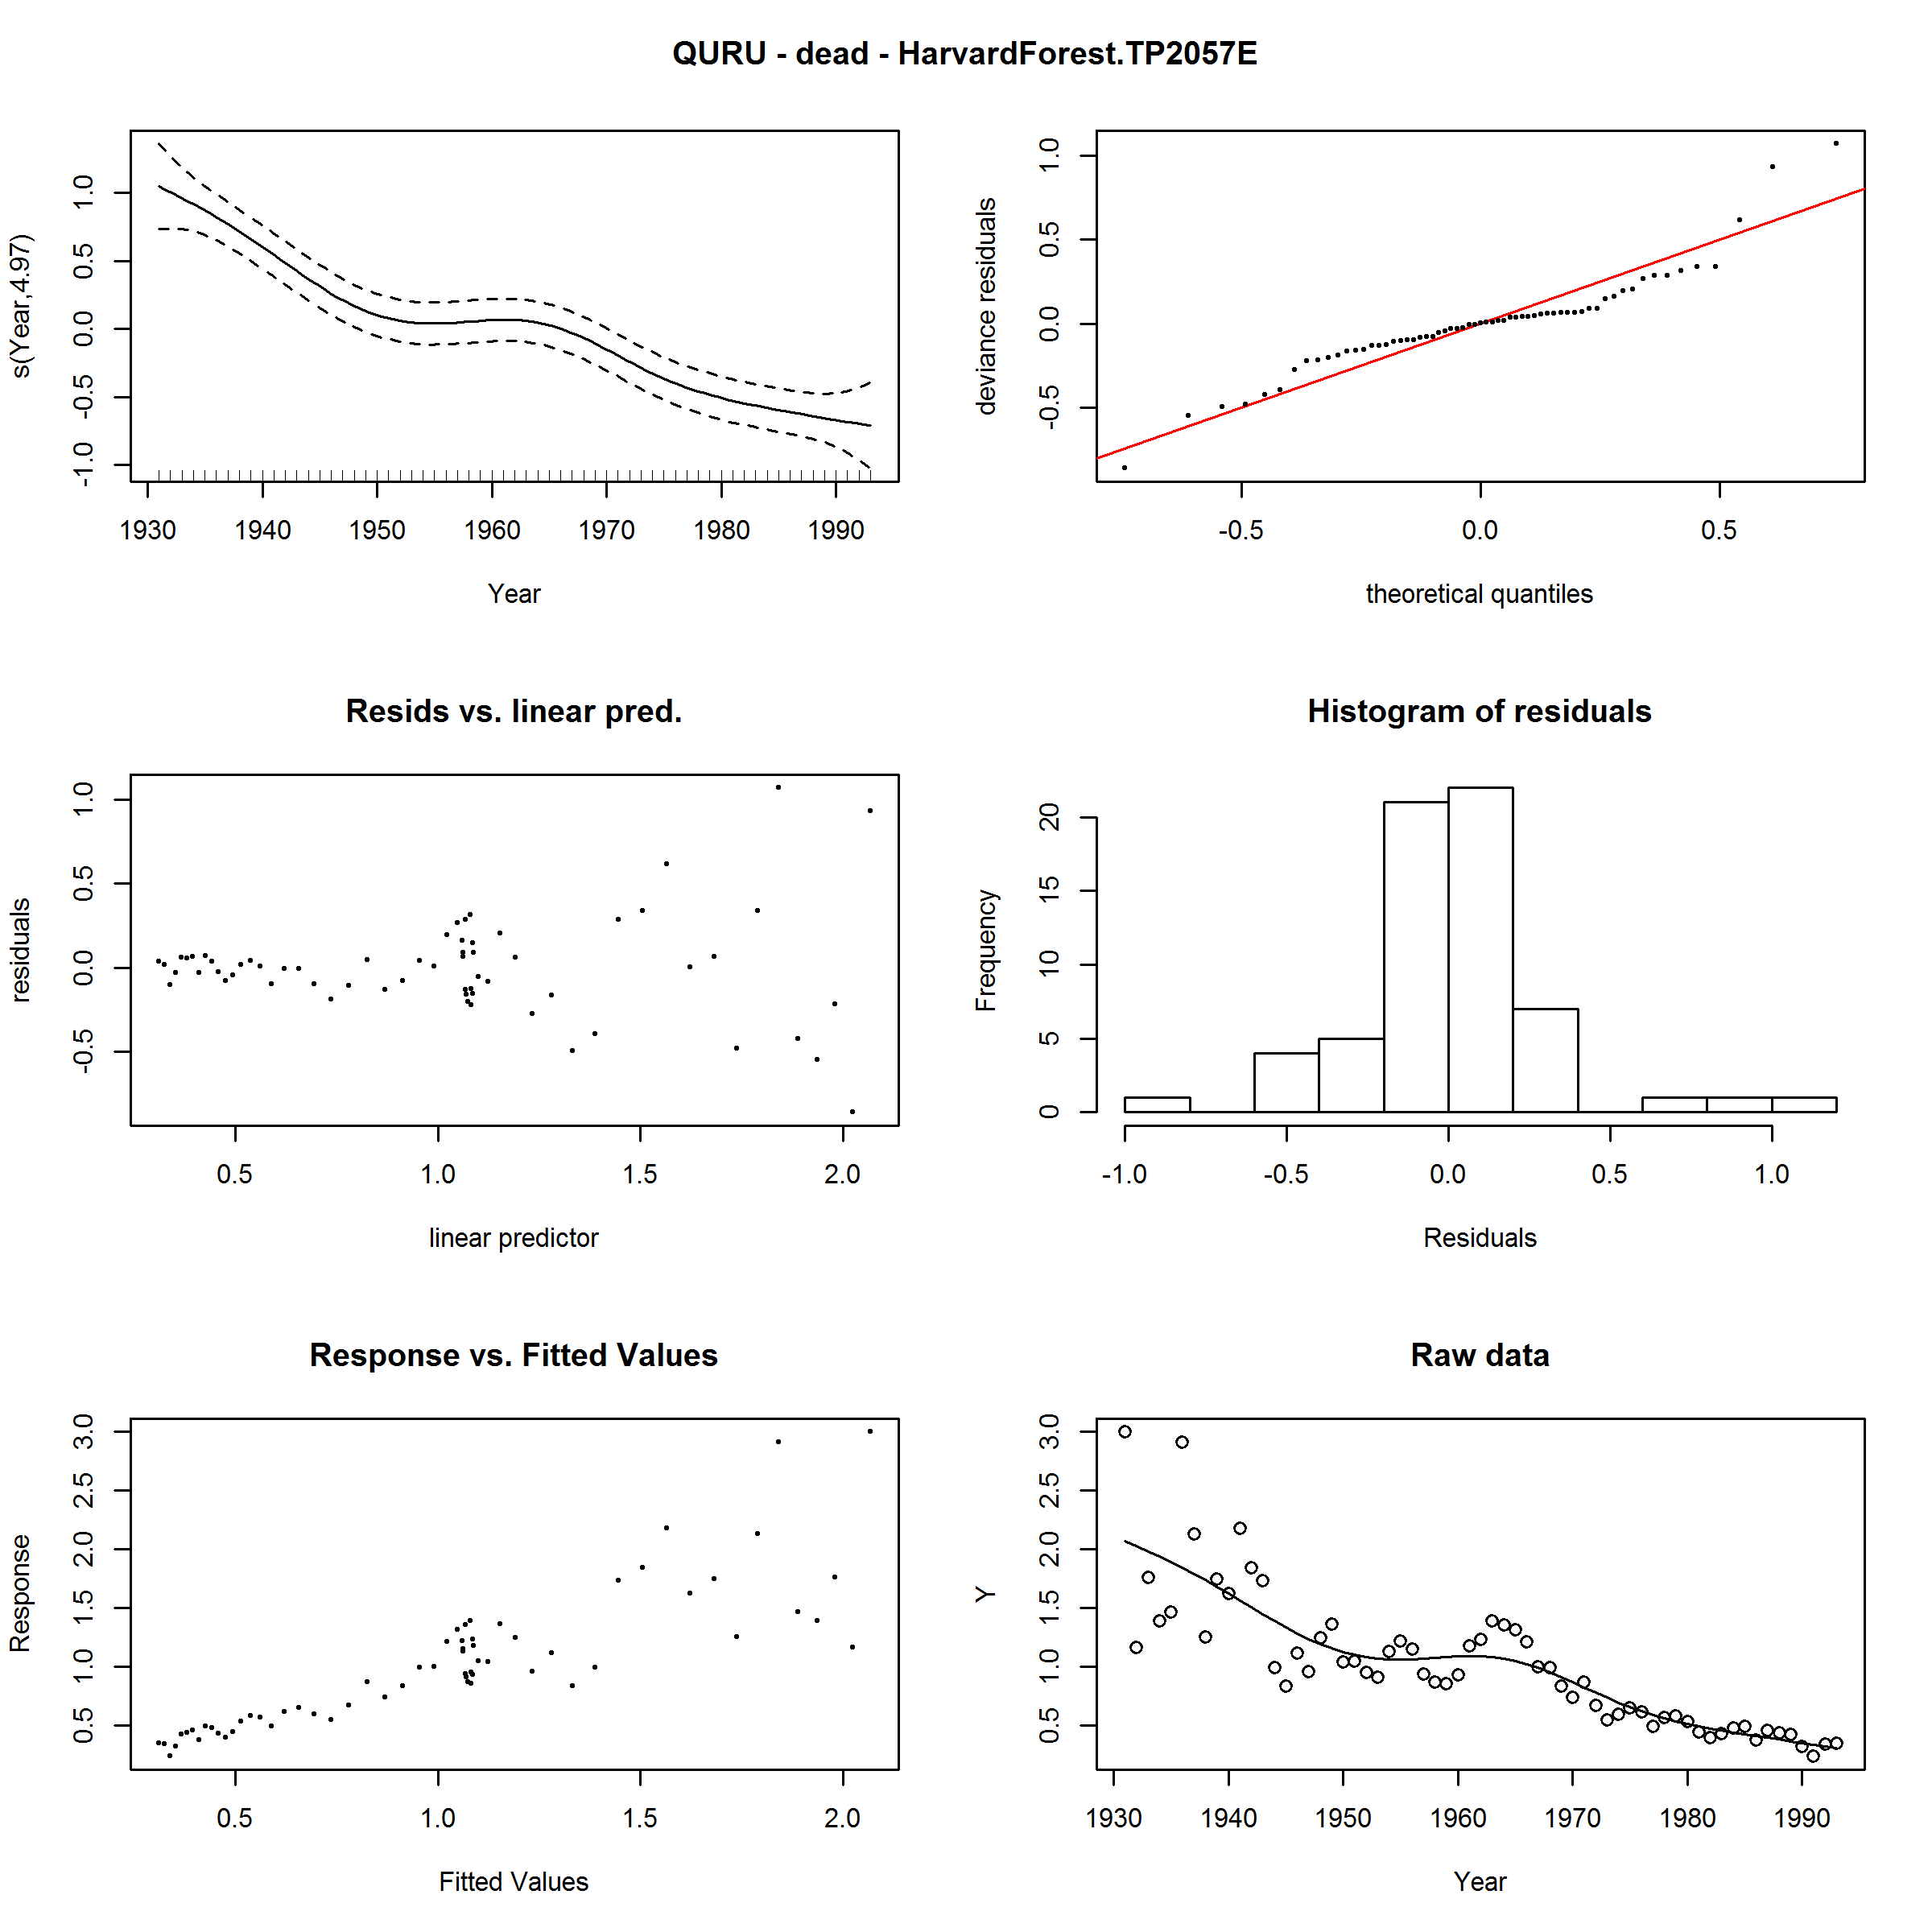 QURU - dead - HarvardForest.TP2057E
s(Year,4.97)
-1.0 -0.5 0.0 0.5 1.0
1930 1940 1950 1960 1970 1980 1990
Year
deviance residuals
-0.5 0.0 0.5 1.0
-0.5 0.0 0.5
theoretical quantiles
Resids vs. linear pred.
residuals
-0.5 0.0 0.5 1.0
0.5 1.0 1.5 2.0
linear predictor
Histogram of residuals
Frequency
0 5 10 15 20
-1.0 -0.5 0.0 0.5 1.0
Residuals
Response vs. Fitted Values
Response
0.5 1.0 1.5 2.0 2.5 3.0
0.5 1.0 1.5 2.0
Fitted Values
Raw data
Y
0.5 1.0 1.5 2.0 2.5 3.0
1930 1940 1950 1960 1970 1980 1990
Year